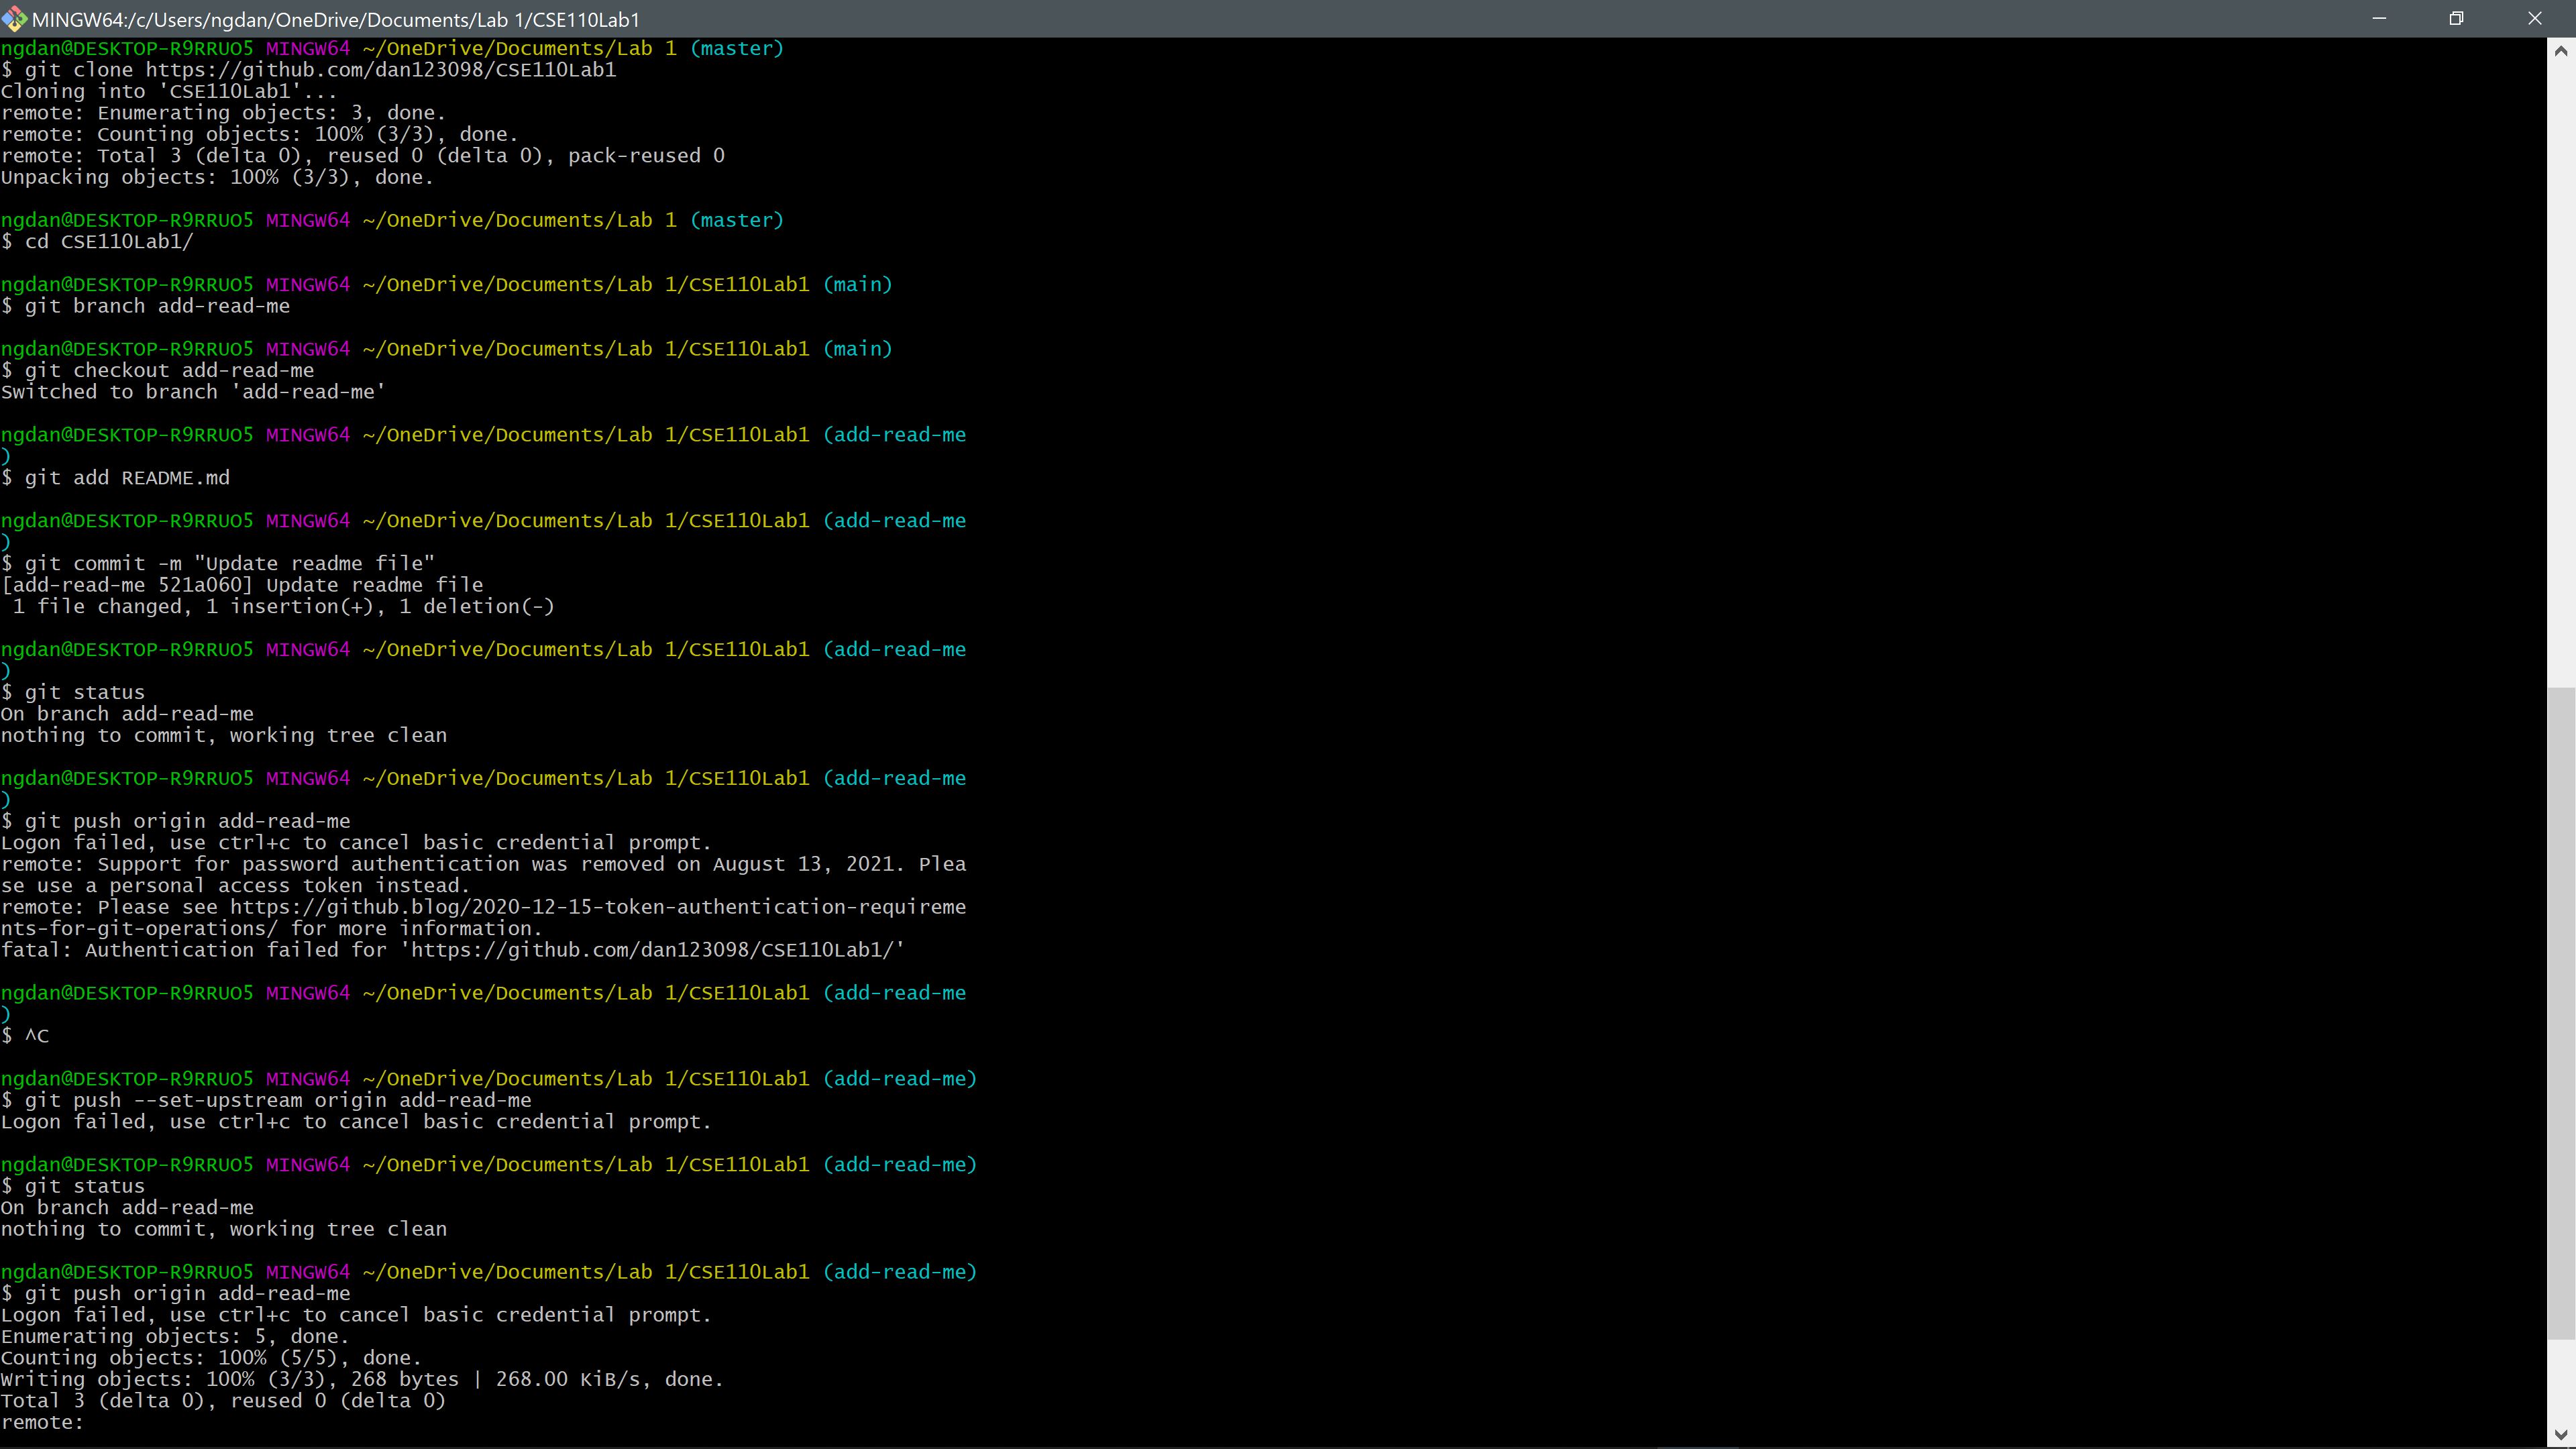 MINGW64:/c/Users/ngdan/OneDrive/Documents/Lab 1/CSE110Lab1
ngdan@DESKTOP-R9RRUO5 MINGW64 ~/OneDrive/Documents/Lab 1 (master)
$ git clone https://github.com/dan123098/CSE110Lab1
Cloning into 'CSE110Lab1'...
remote: Enumerating objects: 3, done.
remote: Counting objects: 100% (3/3), done.
remote: Total 3 (delta 0), reused 0 (delta 0), pack-reused 0
Unpacking objects: 100% (3/3), done.
ngdan@DESKTOP-R9RRUO5 MINGW64 ~/OneDrive/Documents/Lab 1 (master)
$ cd CSE110Lab1/
ngdan@DESKTOP-R9RRUO5 MINGW64 ~/OneDrive/Documents/Lab 1/CSE110Lab1 (main)
$ git branch add-read-me
ngdan@DESKTOP-R9RRUO5 MINGW64 ~/OneDrive/Documents/Lab 1/CSE110Lab1 (main)
$ git checkout add-read-me
Switched to branch 'add-read-me'
ngdan@DESKTOP-R9RRUO5 MINGW64 ~/OneDrive/Documents/Lab 1/CSE110Lab1 (add-read-me
)
$ git add README.md
ngdan@DESKTOP-R9RRUO5 MINGW64 ~/OneDrive/Documents/Lab 1/CSE110Lab1 (add-read-me
)
$ git commit -m "Update readme file"
[add-read-me 521a060] Update readme file
 1 file changed, 1 insertion(+), 1 deletion(-)
ngdan@DESKTOP-R9RRUO5 MINGW64 ~/OneDrive/Documents/Lab 1/CSE110Lab1 (add-read-me
)
$ git status
On branch add-read-me
nothing to commit, working tree clean
ngdan@DESKTOP-R9RRUO5 MINGW64 ~/OneDrive/Documents/Lab 1/CSE110Lab1 (add-read-me
)
$ git push origin add-read-me
Logon failed, use ctrl+c to cancel basic credential prompt.
remote: Support for password authentication was removed on August 13, 2021. Plea
se use a personal access token instead.
remote: Please see https://github.blog/2020-12-15-token-authentication-requireme
nts-for-git-operations/ for more information.
fatal: Authentication failed for 'https://github.com/dan123098/CSE110Lab1/'
ngdan@DESKTOP-R9RRUO5 MINGW64 ~/OneDrive/Documents/Lab 1/CSE110Lab1 (add-read-me
)
$ ^C
ngdan@DESKTOP-R9RRUO5 MINGW64 ~/OneDrive/Documents/Lab 1/CSE110Lab1 (add-read-me)
$ git push --set-upstream origin add-read-me
Logon failed, use ctrl+c to cancel basic credential prompt.
ngdan@DESKTOP-R9RRUO5 MINGW64 ~/OneDrive/Documents/Lab 1/CSE110Lab1 (add-read-me)
$ git status
On branch add-read-me
nothing to commit, working tree clean
ngdan@DESKTOP-R9RRUO5 MINGW64 ~/OneDrive/Documents/Lab 1/CSE110Lab1 (add-read-me)
$ git push origin add-read-me
Logon failed, use ctrl+c to cancel basic credential prompt.
Enumerating objects: 5, done.
Counting objects: 100% (5/5), done.
Writing objects: 100% (3/3), 268 bytes | 268.00 KiB/s, done.
Total 3 (delta 0), reused 0 (delta 0)
remote: